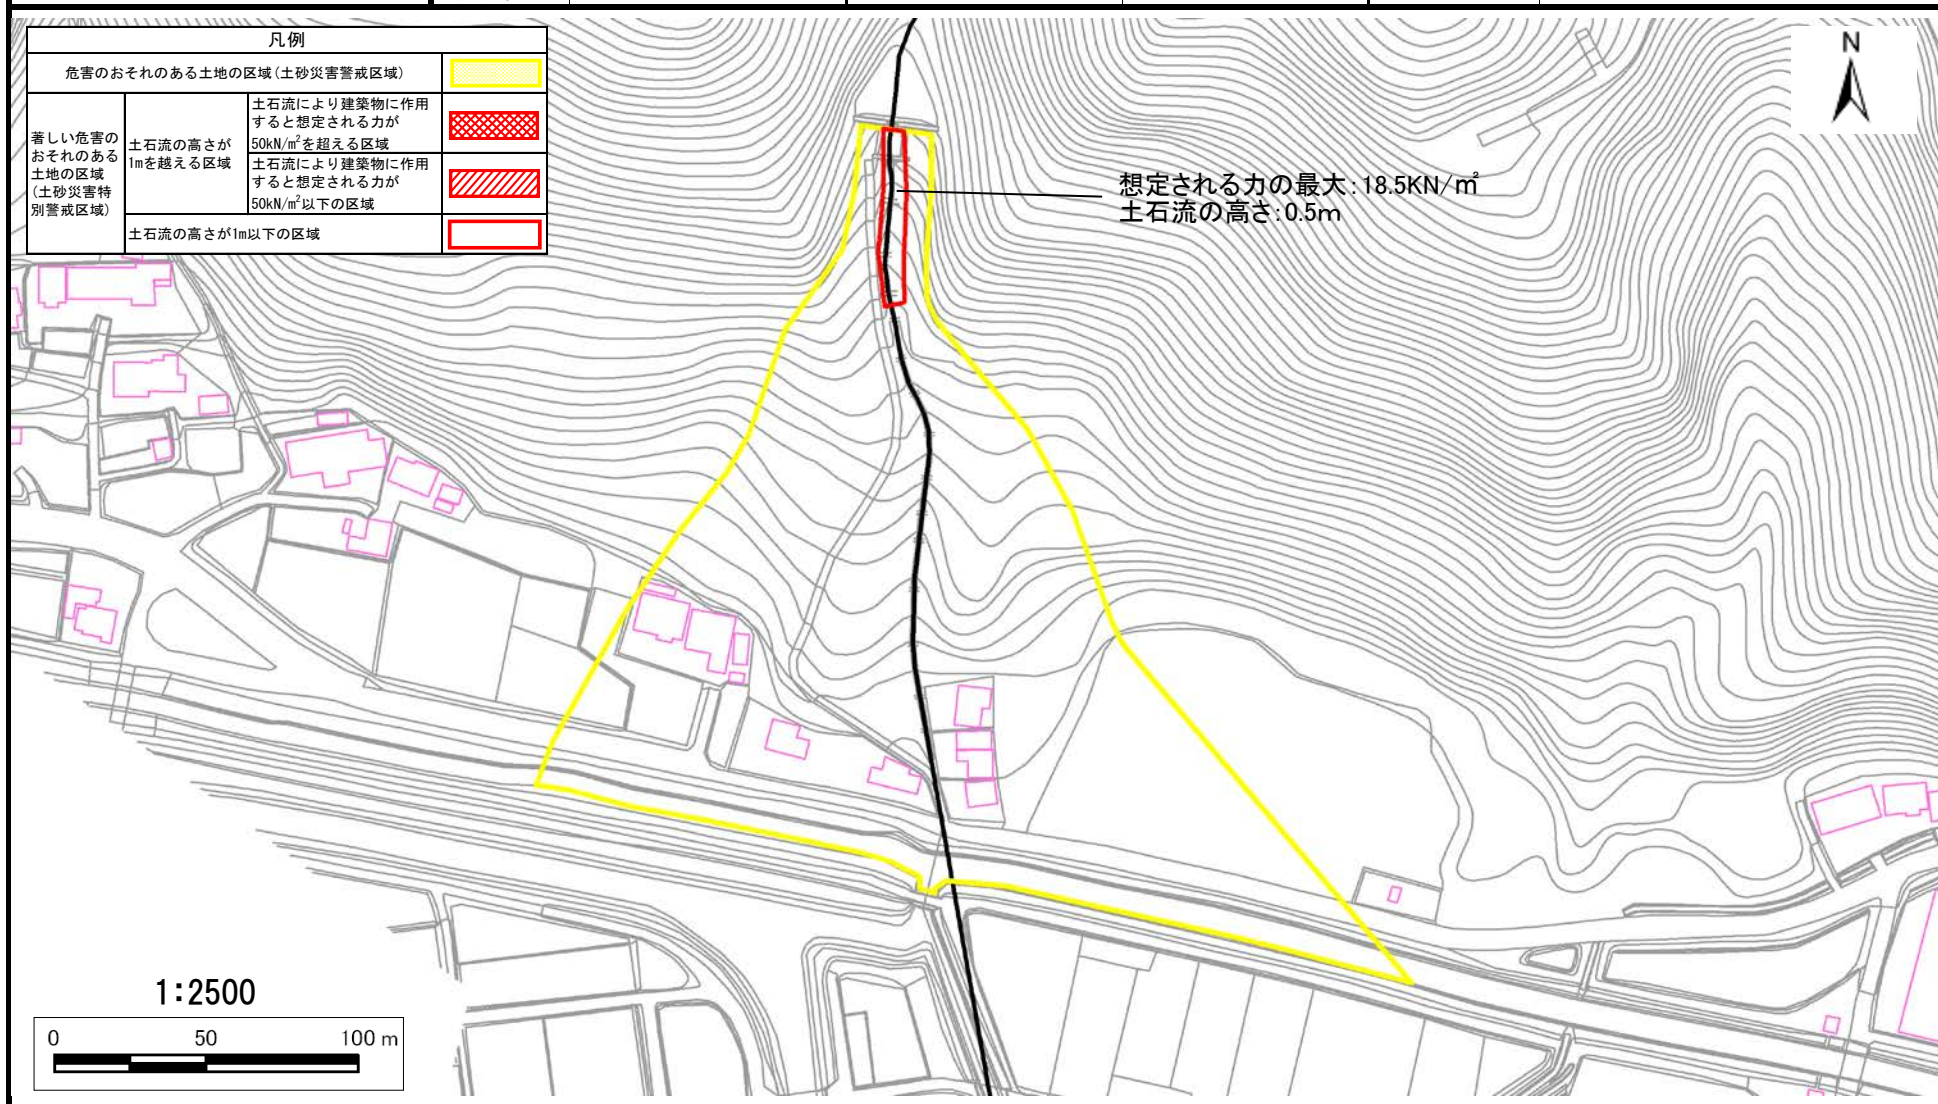 凡例
危害のおそれのある土地の区域(土砂災害警戒区域)
著しい危害の
おそれのある
土地の区域
(土砂災害特
別警戒区域)
土石流の高さが
1mを越える区域
土石流により建築物に作用
すると想定される力が
50kN/m²を超える区域
土石流により建築物に作用
すると想定される力が
50kN/m²以下の区域
土石流の高さが1m以下の区域
N
想定される力の最大:18.5KN/㎡
土石流の高さ:0.5m
1:2500
0 50 100 m